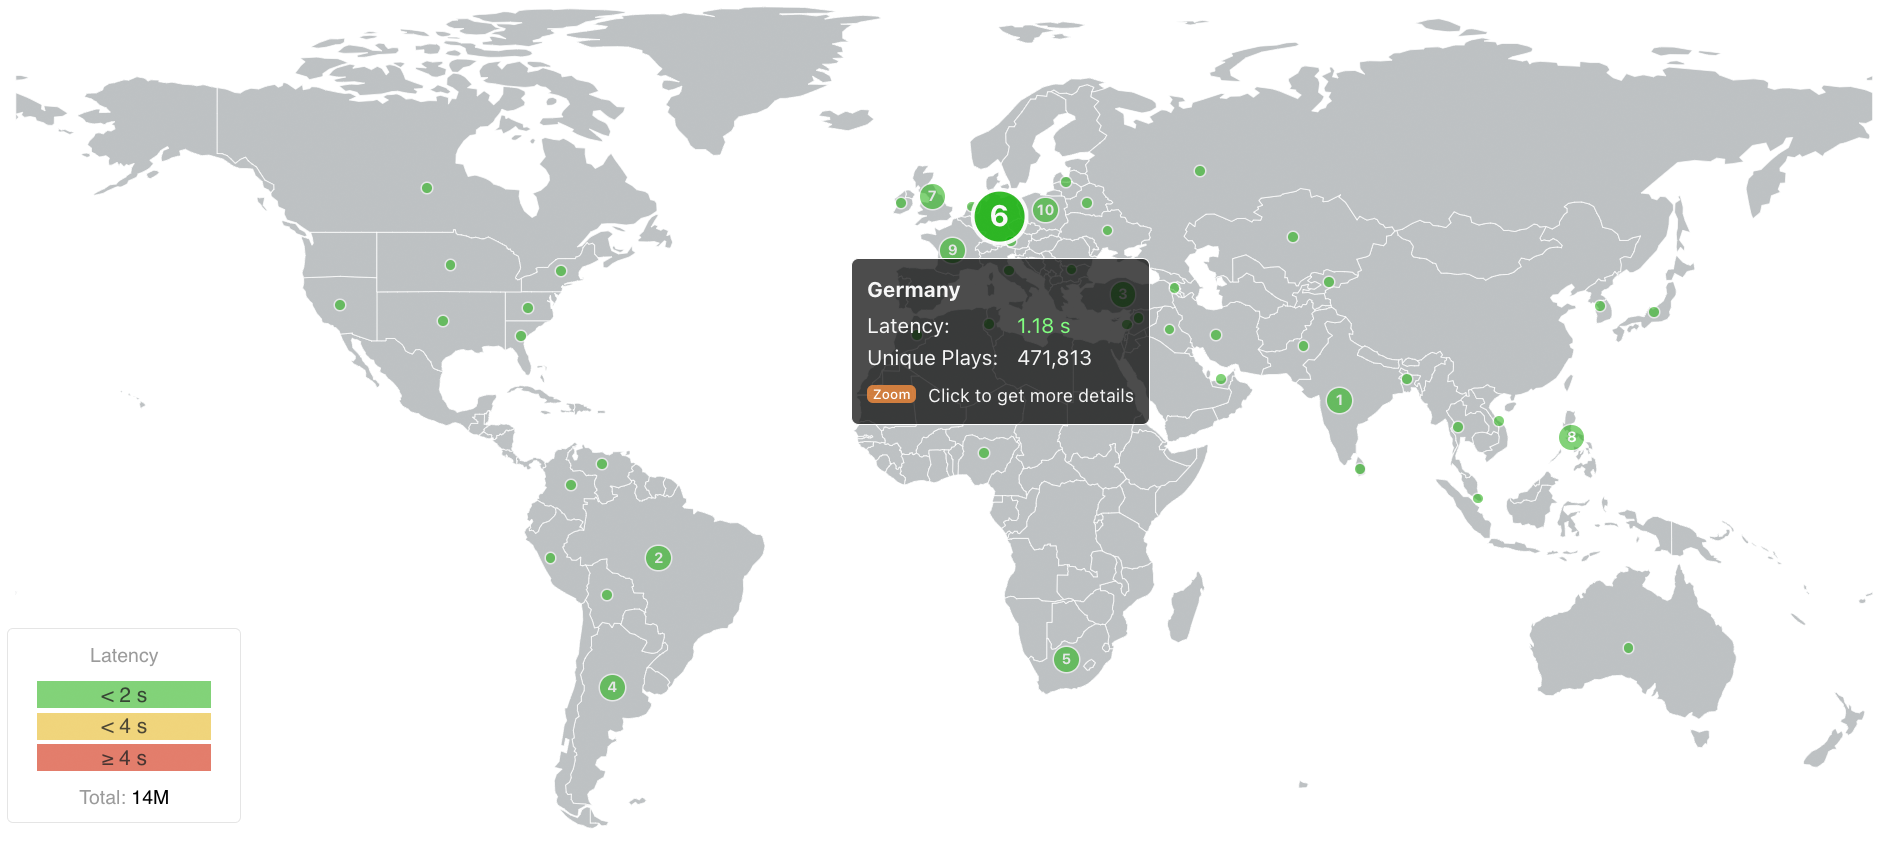 7
6
10
9
Germany
Latency: 1.18 s
Unique Plays: 471,813
Zoom Click to get more details
3
1
8
2
5
4
Latency
< 2 s
< 4 s
≥ 4 s
Total: 14M